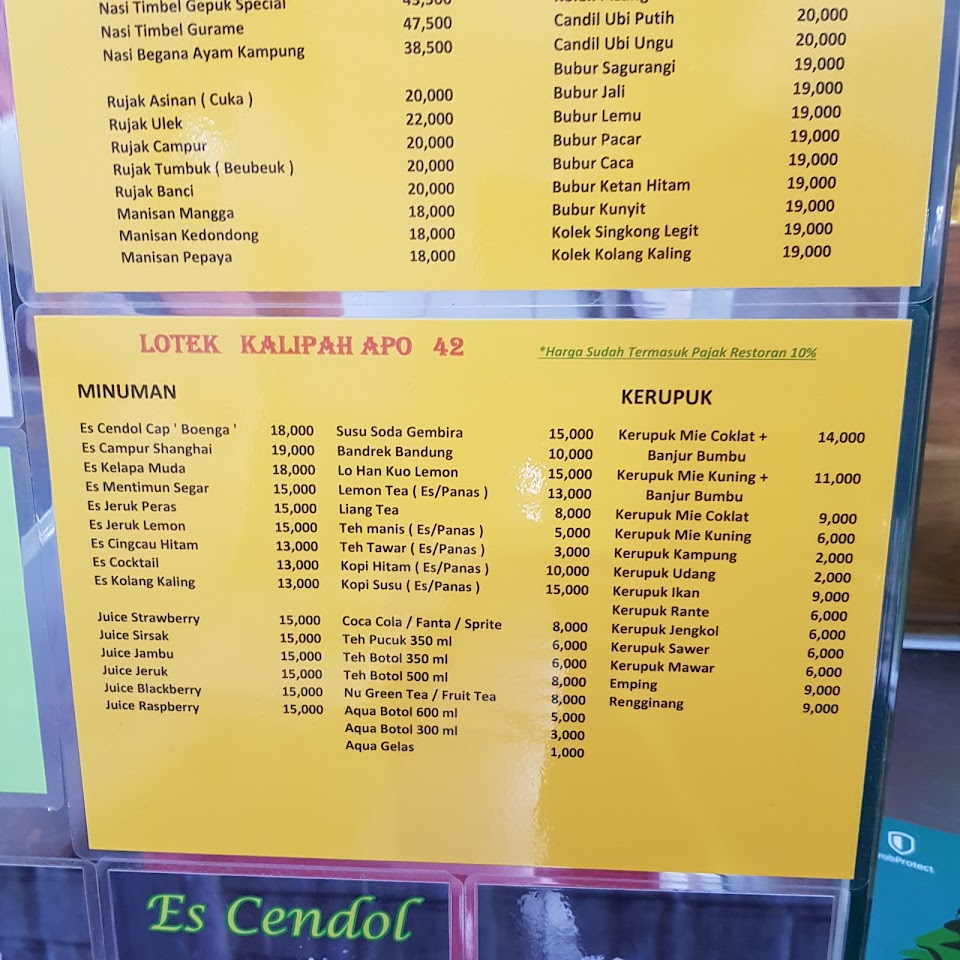 Nasi Timbel Gepuk Special
Nasi Timbel Gurame 47,500
Nasi Begana Ayam Kampung 38,500
Rujak Asinan ( Cuka ) 20,000
Rujak Ulek 22,000
Rujak Campur 20,000
Rujak Tumbuk ( Beubeuk ) 20,000
Rujak Banci 20,000
Manisan Mangga 18,000
Manisan Kedondong 18,000
Manisan Pepaya 18,000
Candil Ubi Putih 20,000
Candil Ubi Ungu 20,000
Bubur Sagurangi 19,000
Bubur Jali 19,000
Bubur Lemu 19,000
Bubur Pacar 19,000
Bubur Caca 19,000
Bubur Ketan Hitam 19,000
Bubur Kunyit 19,000
Kolek Singkong Legit 19,000
Kolek Kolang Kaling 19,000
LOTEK KALIPAH APO 42
*Harga Sudah Termasuk Pajak Restoran 10%
MINUMAN
Es Cendol Cap ' Boenga ' 18,000
Es Campur Shanghai 19,000
Es Kelapa Muda 18,000
Es Mentimun Segar 15,000
Es Jeruk Peras 15,000
Es Jeruk Lemon 15,000
Es Cingcau Hitam 13,000
Es Cocktail 13,000
Es Kolang Kaling 13,000
Juice Strawberry 15,000
Juice Sirsak 15,000
Juice Jambu 15,000
Juice Jeruk 15,000
Juice Blackberry 15,000
Juice Raspberry 15,000
Susu Soda Gembira 15,000
Bandrek Bandung 10,000
Lo Han Kuo Lemon 15,000
Lemon Tea ( Es/Panas ) 13,000
Liang Tea 8,000
Teh manis ( Es/Panas ) 5,000
Teh Tawar ( Es/Panas ) 3,000
Kopi Hitam ( Es/Panas ) 10,000
Kopi Susu ( Es/Panas ) 15,000
Coca Cola / Fanta / Sprite 8,000
Teh Pucuk 350 ml 6,000
Teh Botol 350 ml 6,000
Teh Botol 500 ml 8,000
Nu Green Tea / Fruit Tea 8,000
Aqua Botol 600 ml 5,000
Aqua Botol 300 ml 3,000
Aqua Gelas 1,000
KERUPUK
Kerupuk Mie Coklat + 14,000
Banjur Bumbu
Kerupuk Mie Kuning + 11,000
Banjur Bumbu
Kerupuk Mie Coklat 9,000
Kerupuk Mie Kuning 6,000
Kerupuk Kampung 2,000
Kerupuk Udang 2,000
Kerupuk Ikan 9,000
Kerupuk Rante 6,000
Kerupuk Jengkol 6,000
Kerupuk Sawer 6,000
Kerupuk Mawar 6,000
Emping 9,000
Rengginang 9,000
Es Cendol
robProtect